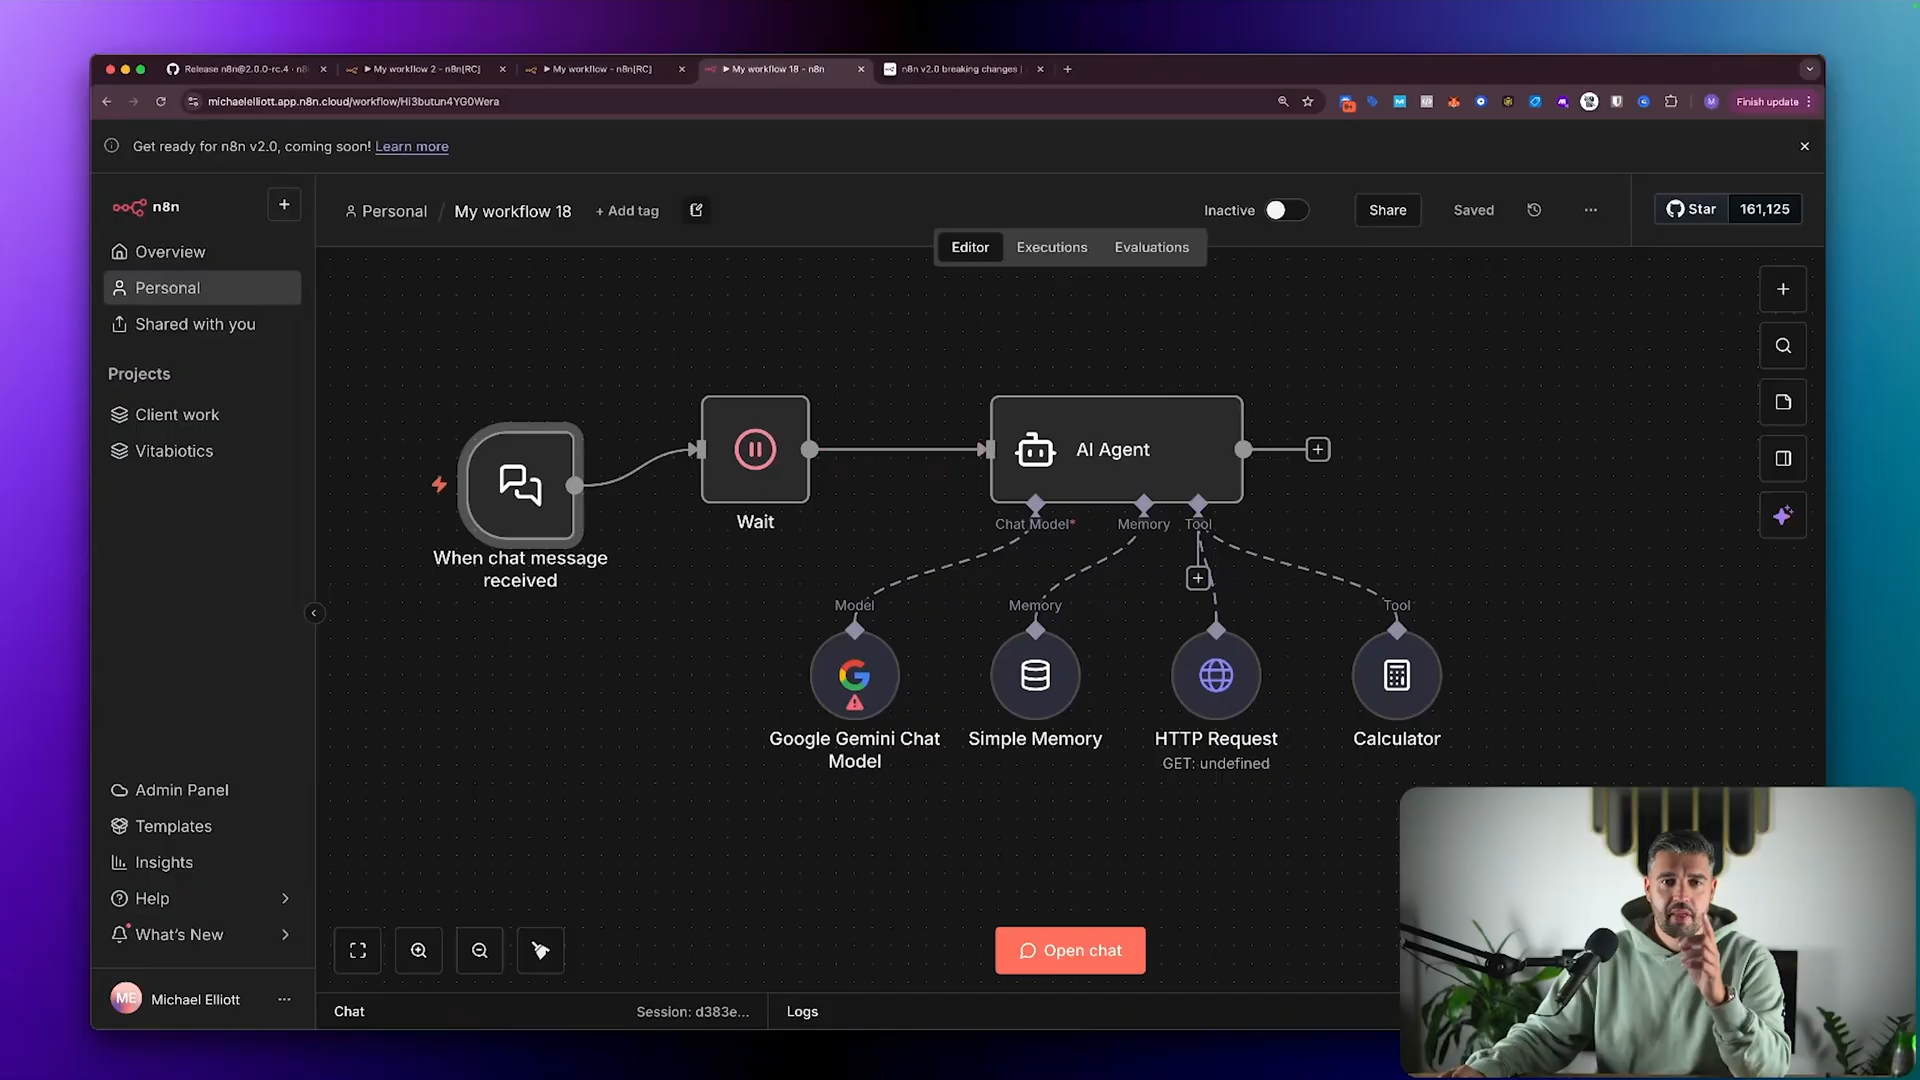 Release n8n@2.0.0-rc.4 · n8
▶ My workflow 2 - n8n[RC]
▶ My workflow - n8n[RC]
▶ My workflow 18 - n8n
n8n v2.0 breaking changes |
michaelelliott.app.n8n.cloud/workflow/Hi3butun4YG0Wera
M
Finish update
Get ready for n8n v2.0, coming soon! Learn more
n8n
Personal / My workflow 18
+ Add tag
Inactive
Share
Saved
Star
161,125
Editor
Executions
Evaluations
Overview
Personal
Shared with you
Projects
Client work
Vitabiotics
When chat message
received
Wait
AI Agent
Chat Model*
Memory
Tool
Model
Memory
Tool
Google Gemini Chat
Model
Simple Memory
HTTP Request
GET: undefined
Calculator
Admin Panel
Templates
Insights
Help
What's New
ME
Michael Elliott
Open chat
Chat
Session: d383e...
Logs